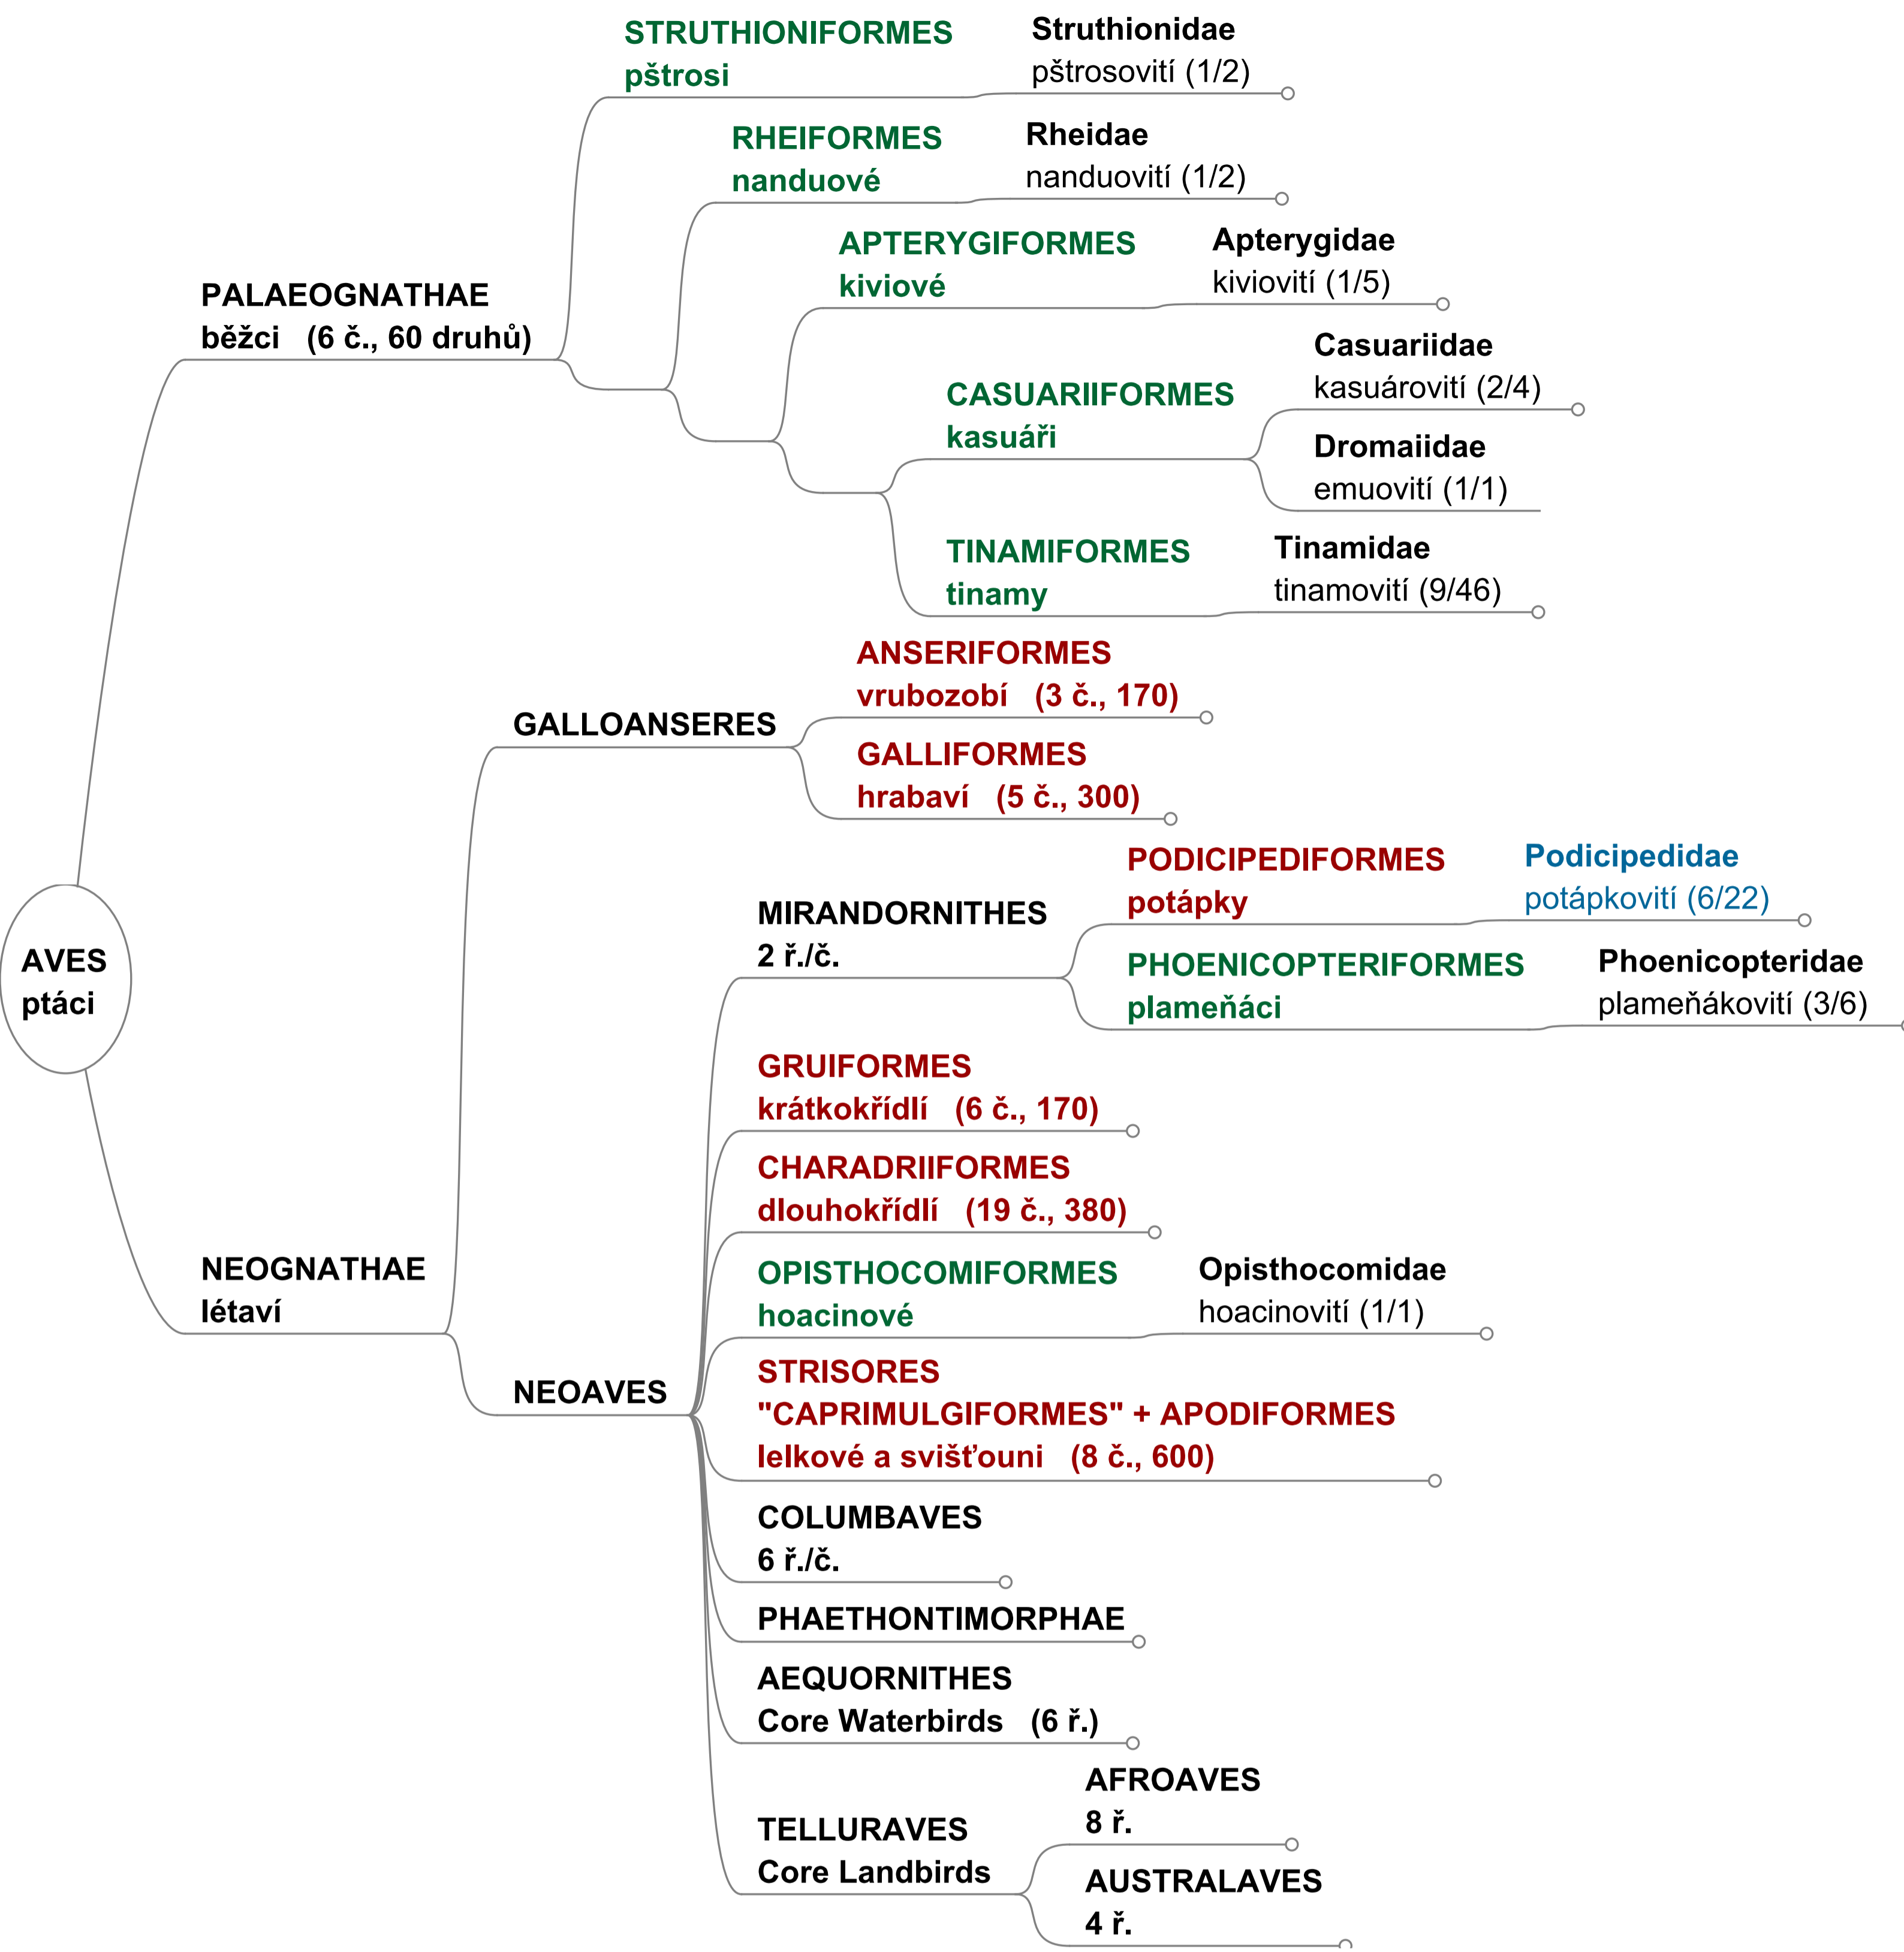 STRUTHIONIFORMES
pštrosi
Struthionidae
pštrosovití (1/2)
RHEIFORMES
nanduové
Rheidae
nanduovití (1/2)
APTERYGIFORMES
kiviové
Apterygidae
kiviovití (1/5)
PALAEOGNATHAE
běžci (6 č., 60 druhů)
CASUARIIFORMES
kasuáři
Casuariidae
kasuárovití (2/4)
Dromaiidae
emuovití (1/1)
TINAMIFORMES
tinamy
Tinamidae
tinamovití (9/46)
ANSERIFORMES
vrubozobí (3 č., 170)
GALLOANSERES
GALLIFORMES
hrabaví (5 č., 300)
PODICIPEDIFORMES
potápky
Podicipedidae
potápkovití (6/22)
MIRANDORNITHES
2 ř./č.
PHOENICOPTERIFORMES
plameňáci
Phoenicopteridae
plameňákovití (3/6)
AVES
ptáci
GRUIFORMES
krátkokřídlí (6 č., 170)
CHARADRIIFORMES
dlouhokřídlí (19 č., 380)
NEOGNATHAE
létaví
OPISTHOCOMIFORMES
hoacinové
Opisthocomidae
hoacinovití (1/1)
NEOAVES
STRISORES
"CAPRIMULGIFORMES" + APODIFORMES
lelkové a svišťouni (8 č., 600)
COLUMBAVES
6 ř./č.
PHAETHONTIMORPHAE
AEQUORNITHES
Core Waterbirds (6 ř.)
TELLURAVES
Core Landbirds
AFROAVES
8 ř.
AUSTRALAVES
4 ř.